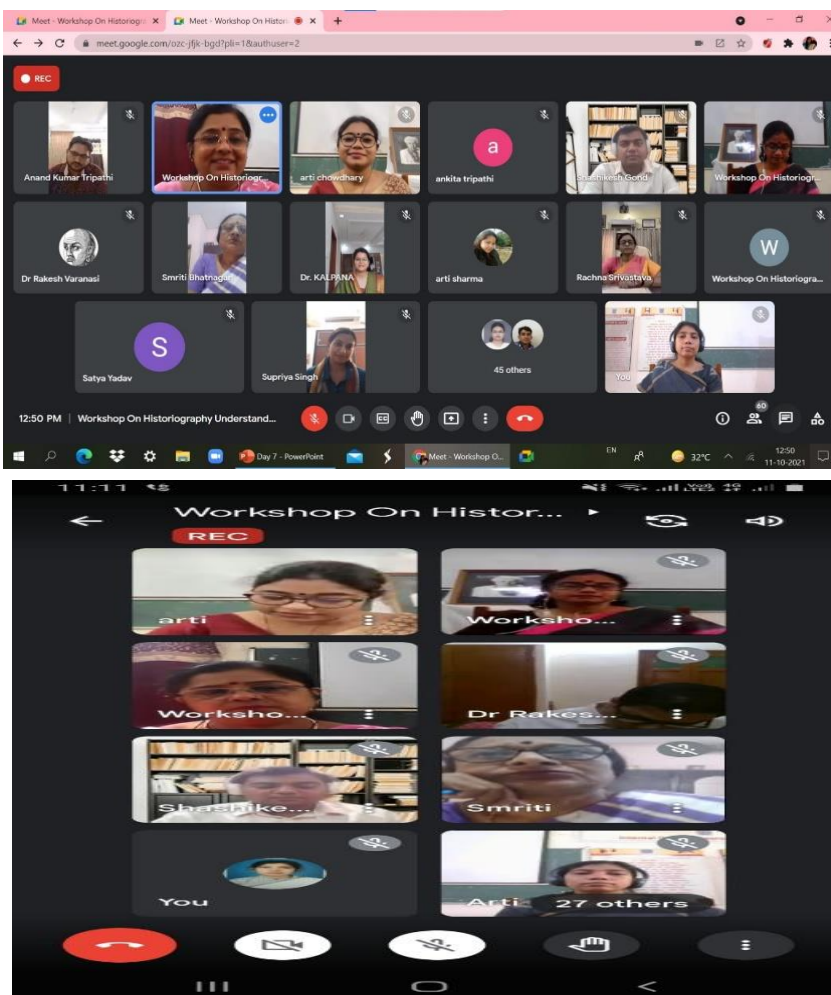 Meet - Workshop On Historiogra
Meet - Workshop On Histori
meet.google.com/ozc-jfjk-bgd?pli=1&authuser=2
REC
Anand Kumar Tripathi
Workshop On Historiogr...
arti chowdhary
a
ankita tripathi
Shashikesh Gond
Workshop On Historiogr...
Dr Rakesh Varanasi
Smriti Bhatnagar
Dr. KALPANA
arti sharma
Rachna Srivastava
W
Workshop On Historiogra...
S
Satya Yadav
Supriya Singh
45 others
You
12:50 PM | Workshop On Historiography Understand...
CC
60
Day 7 - PowerPoint
Meet - Workshop O...
EN
32°C
12:50
11-10-2021
11:11
4G
Workshop On Histor...
REC
arti
Worksho...
Worksho...
Dr Rakes...
Shashike...
Smriti
You
Arti
27 others